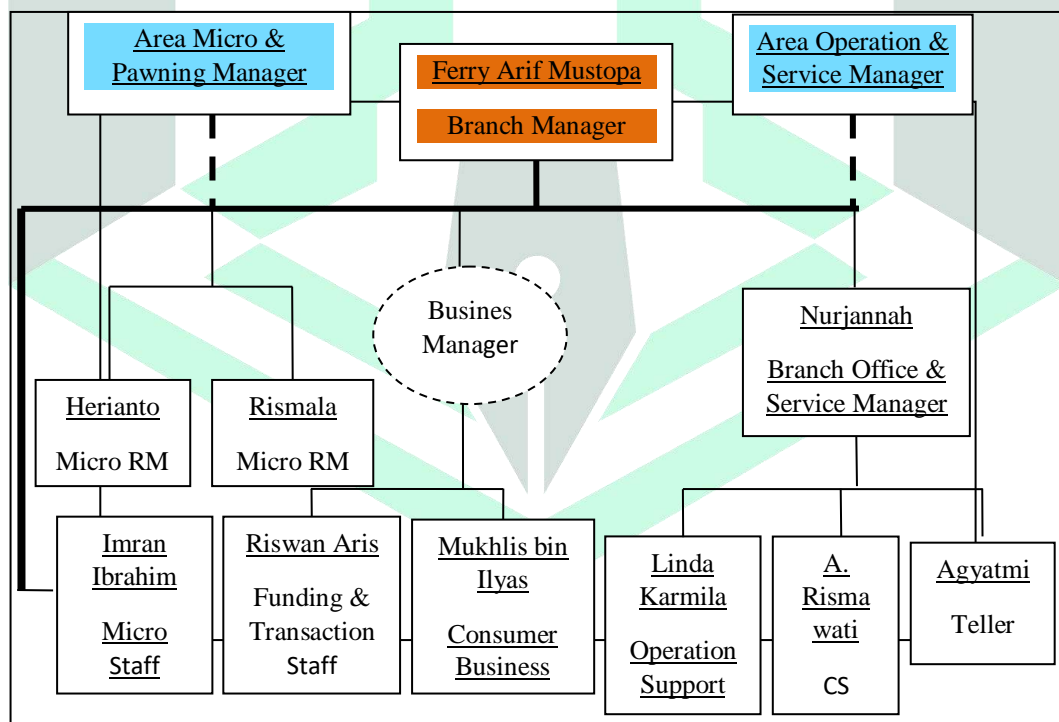 Area Micro &
Pawning Manager
Ferry Arif Mustopa
Branch Manager
Area Operation &
Service Manager
Busines
Manager
Nurjannah
Branch Office &
Service Manager
Herianto
Micro RM
Rismala
Micro RM
Imran
Ibrahim
Micro
Staff
Riswan Aris
Funding &
Transaction
Staff
Mukhlis bin
Ilyas
Consumer
Business
Linda
Karmila
Operation
Support
A.
Risma
wati
CS
Agyatmi
Teller